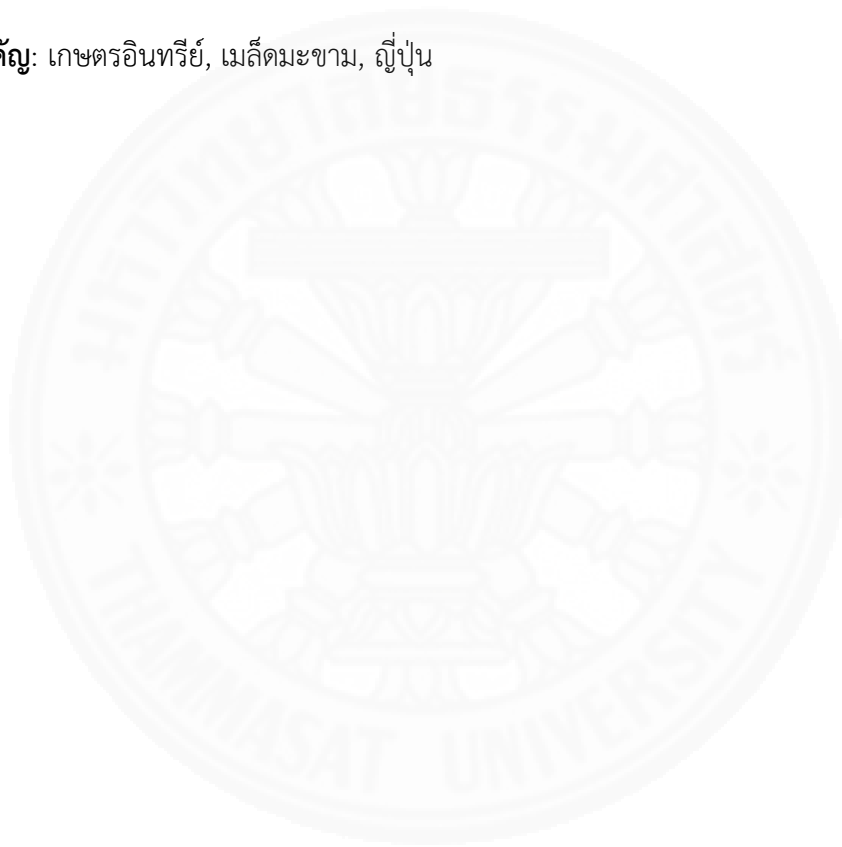 คัญ: เกษตรอินทรีย์, เมล็ดมะขาม, ญี่ปุ่น
มหาวิทยาลัยธรรมศาสตร์
THAMMASAT UNIVERSITY